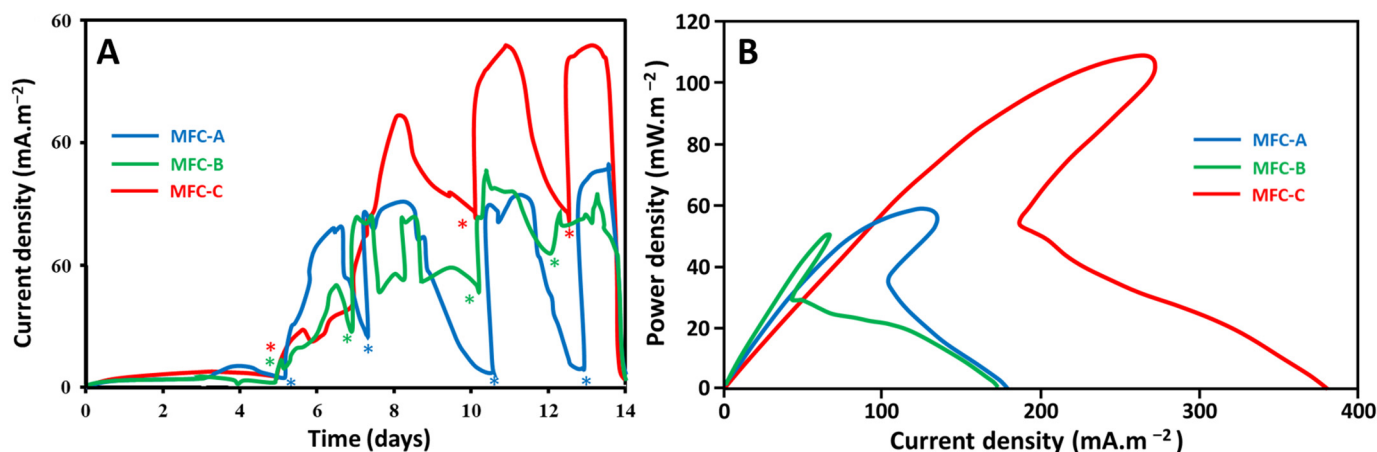 A
60
60
60
0
Current density (mA.m⁻²)
MFC-A
MFC-B
MFC-C
*
*
*
*
*
*
*
*
*
*
*
0 2 4 6 8 10 12 14
Time (days)
B
120
100
80
60
40
20
0
Power density (mW.m⁻²)
MFC-A
MFC-B
MFC-C
0 100 200 300 400
Current density (mA.m ⁻²)